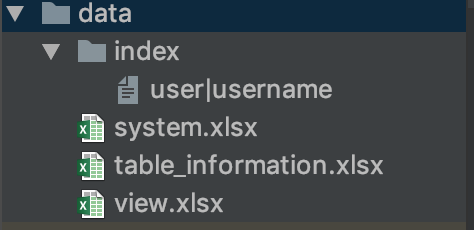 data
index
user|username
system.xlsx
table_information.xlsx
view.xlsx